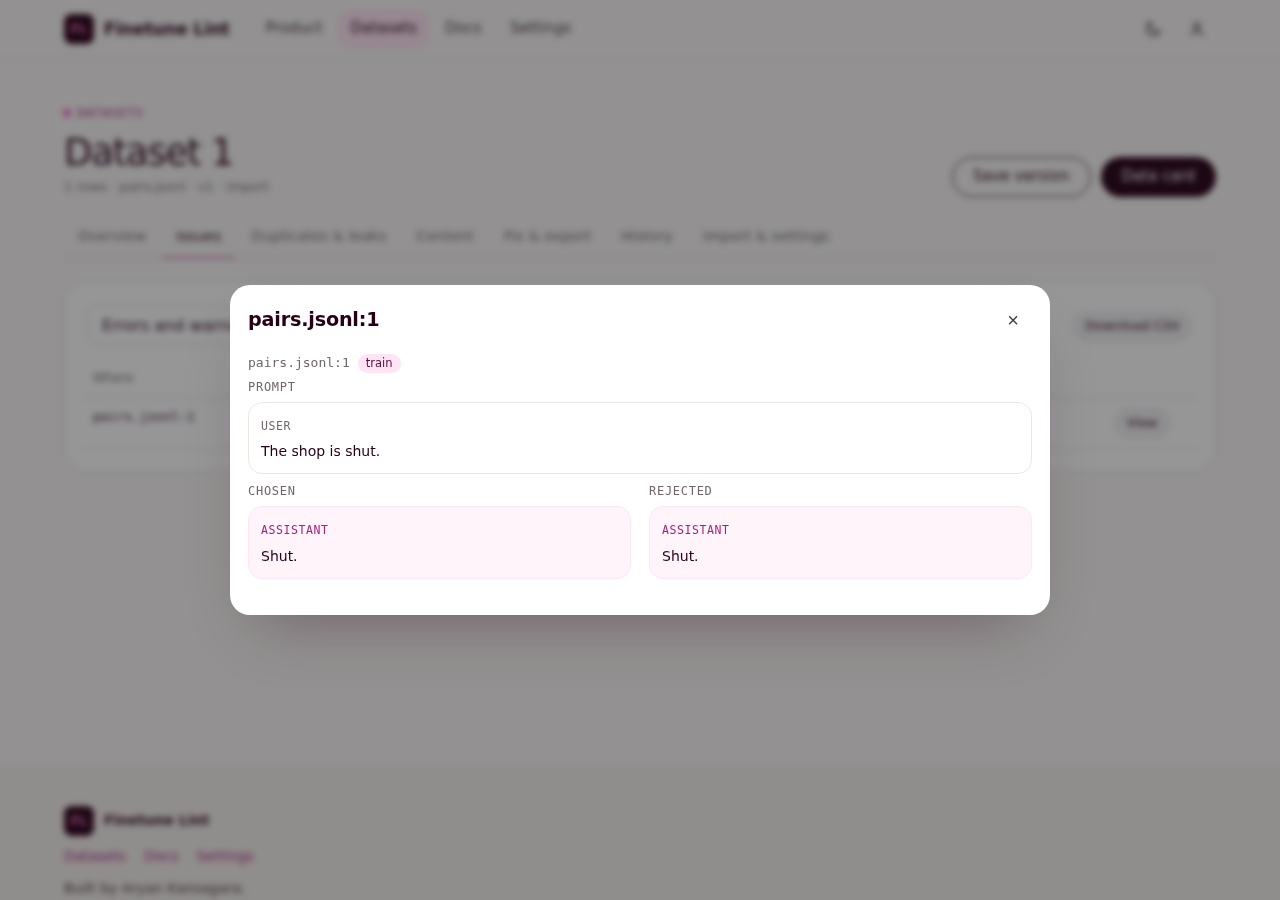 Finetune Lint
Product
Datasets
Docs
Settings
DATASETS
Dataset 1
Save version
Data card
Overview
Issues
Duplicates & leaks
Content
Fix & export
History
Import & settings
Download CSV
Where
pairs.jsonl:1
View
pairs.jsonl:1
×
pairs.jsonl:1 train
PROMPT
USER
The shop is shut.
CHOSEN
REJECTED
ASSISTANT
Shut.
ASSISTANT
Shut.
Finetune Lint
Datasets
Docs
Settings